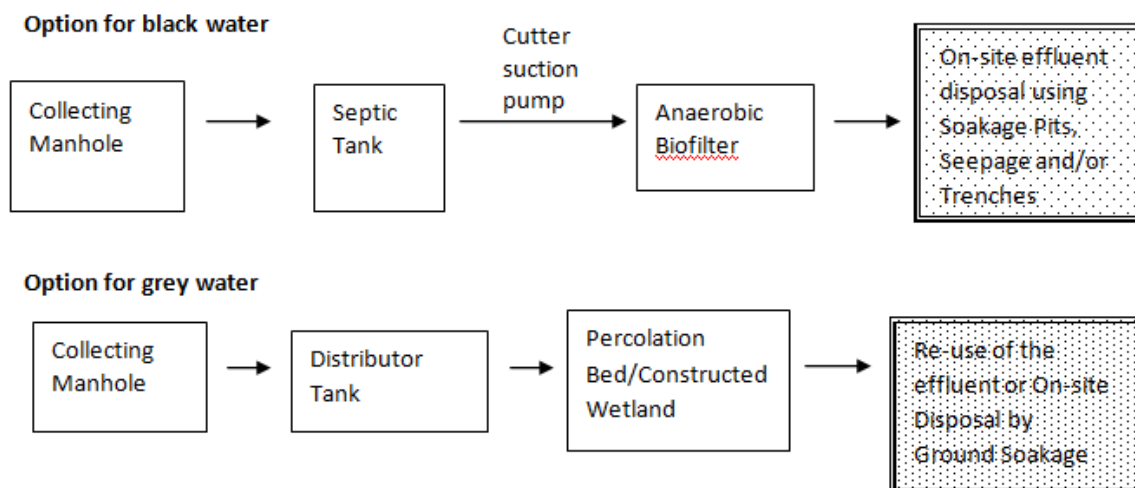 Option for black water
Collecting
Manhole
Septic
Tank
Cutter
suction
pump
Anaerobic
Biofilter
On-site effluent
disposal using
Soakage Pits,
Seepage and/or
Trenches
Option for grey water
Collecting
Manhole
Distributor
Tank
Percolation
Bed/Constructed
Wetland
Re-use of the
effluent or On-site
Disposal by
Ground Soakage